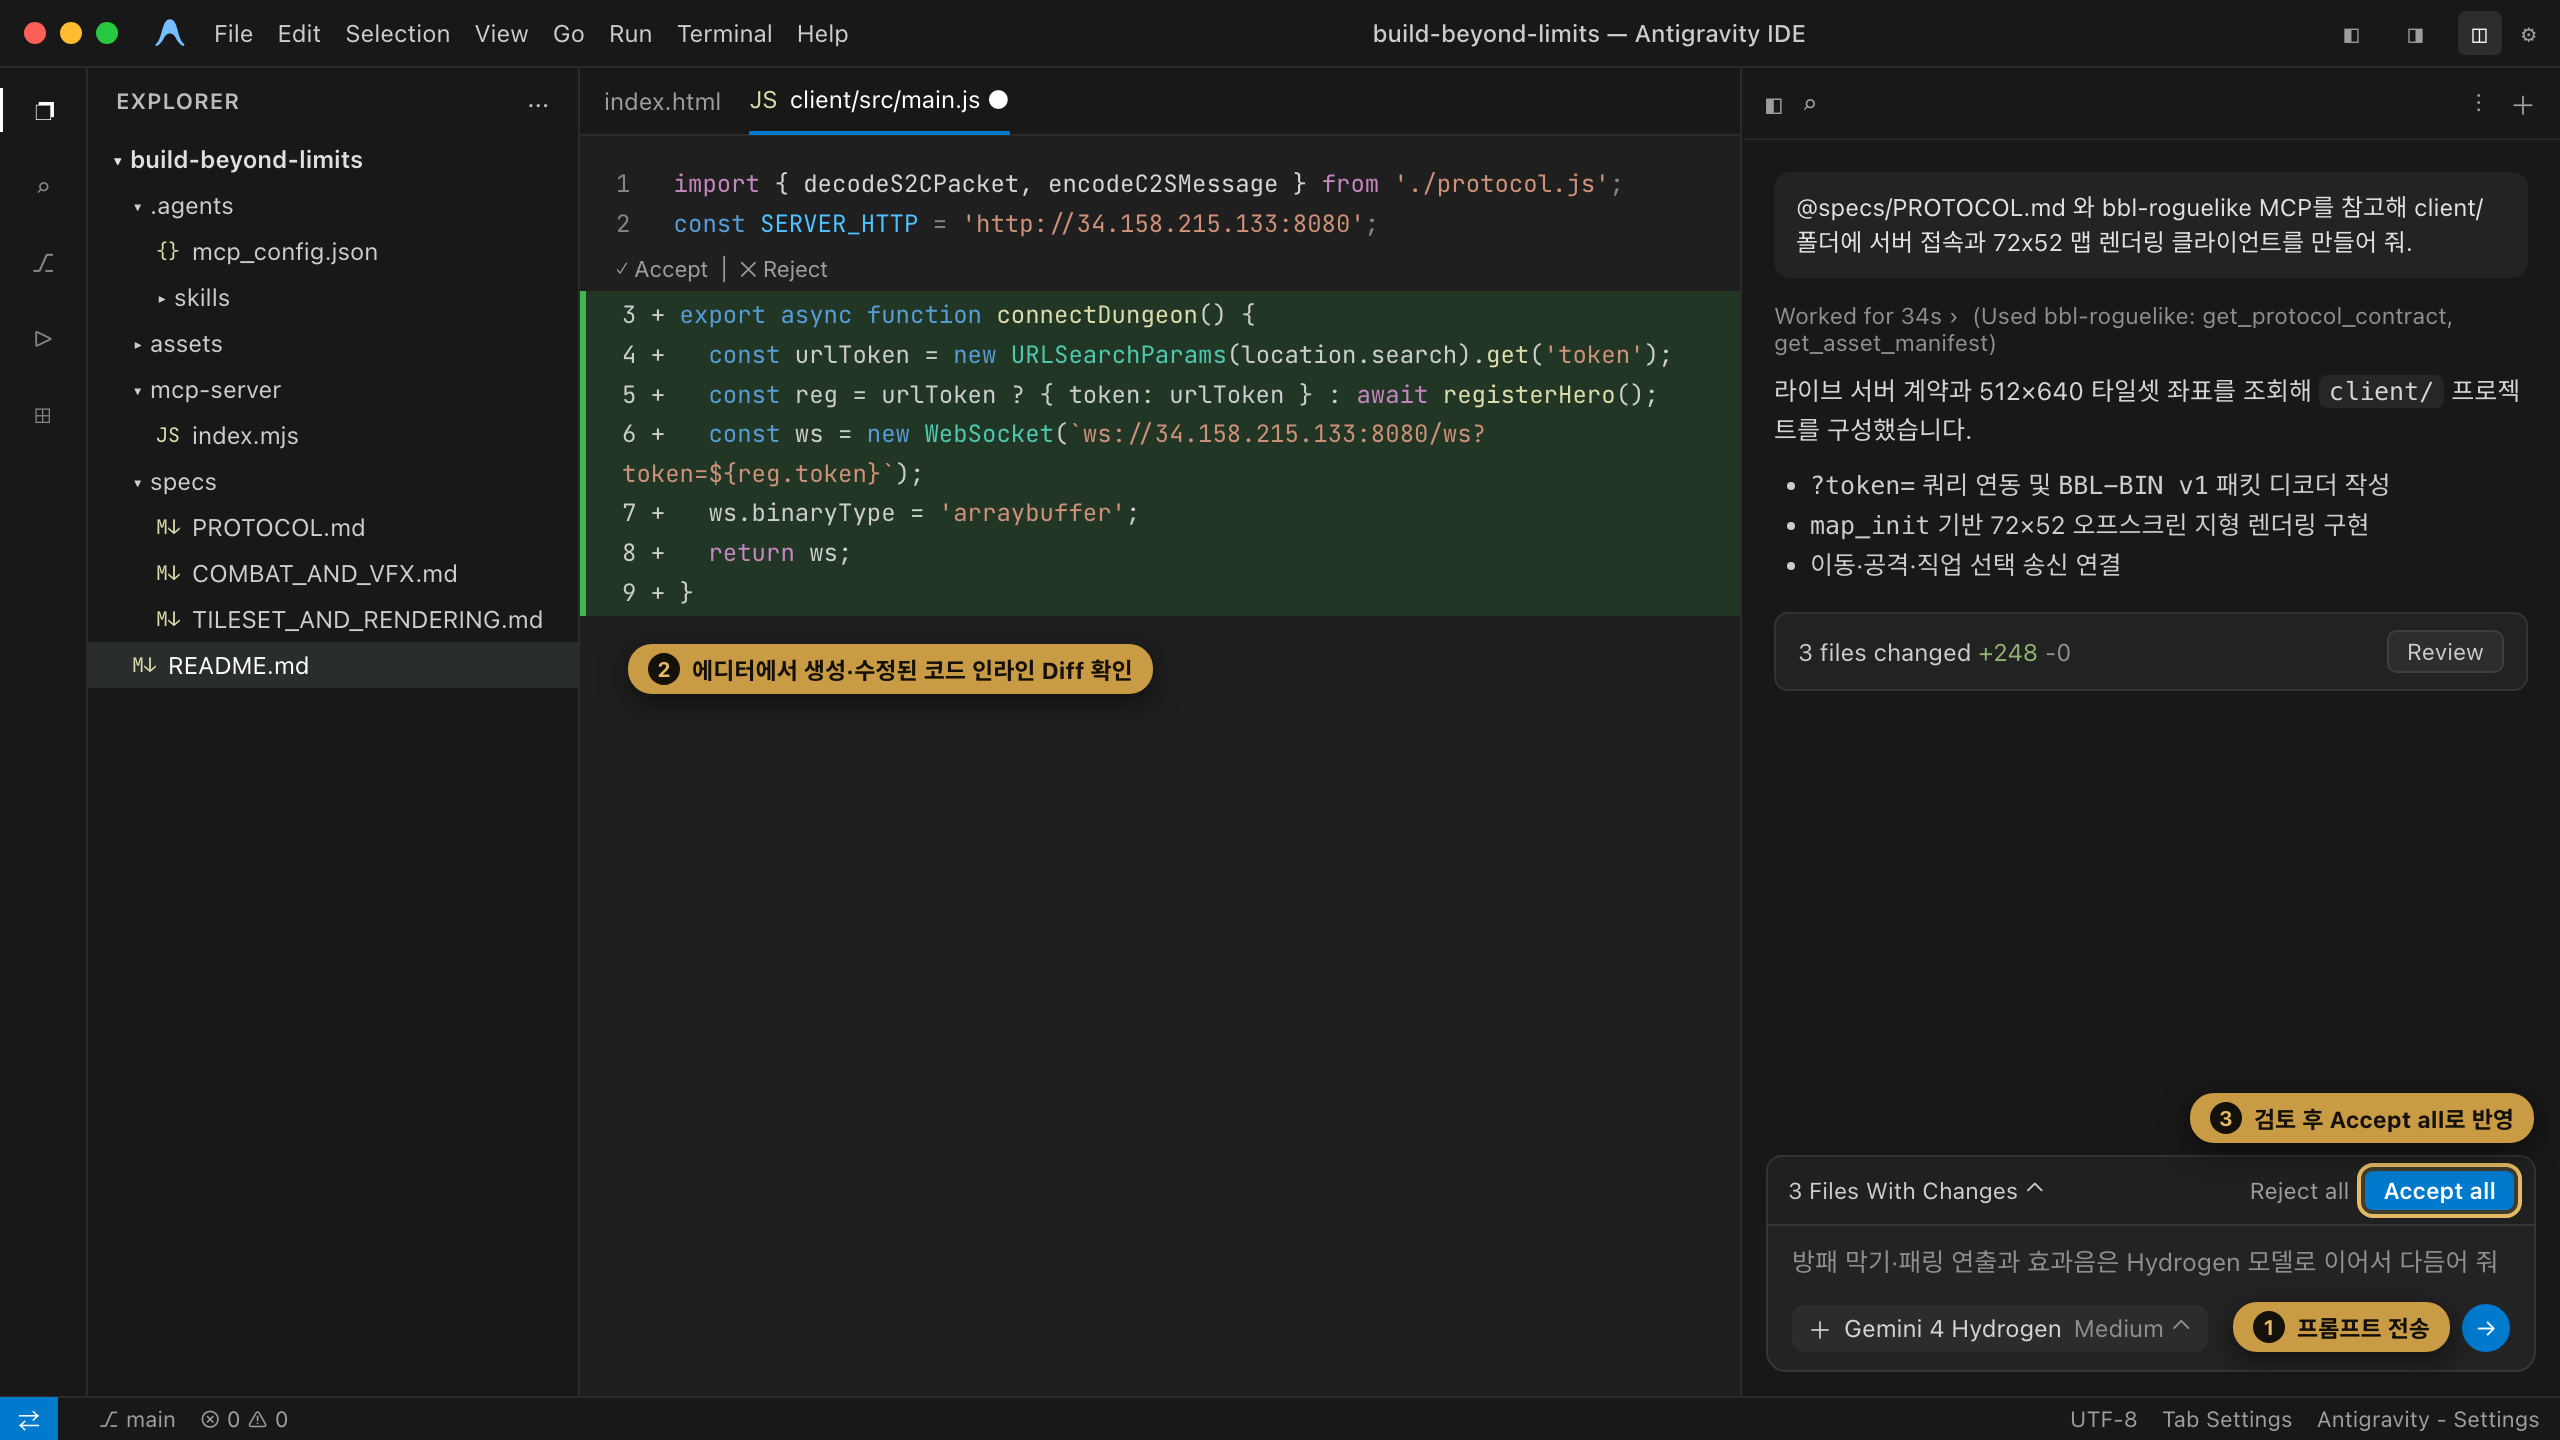 File Edit Selection View Go Run Terminal Help
build-beyond-limits — Antigravity IDE
EXPLORER
build-beyond-limits
.agents
{} mcp_config.json
skills
assets
mcp-server
JS index.mjs
specs
M↓ PROTOCOL.md
M↓ COMBAT_AND_VFX.md
M↓ TILESET_AND_RENDERING.md
M↓ README.md
index.html
JS client/src/main.js
1 import { decodeS2CPacket, encodeC2SMessage } from './protocol.js';
2 const SERVER_HTTP = 'http://34.158.215.133:8080';
✓ Accept | ✕ Reject
3 + export async function connectDungeon() {
4 + const urlToken = new URLSearchParams(location.search).get('token');
5 + const reg = urlToken ? { token: urlToken } : await registerHero();
6 + const ws = new WebSocket(`ws://34.158.215.133:8080/ws?
token=${reg.token}`);
7 + ws.binaryType = 'arraybuffer';
8 + return ws;
9 + }
2 에디터에서 생성·수정된 코드 인라인 Diff 확인
@specs/PROTOCOL.md 와 bbl-roguelike MCP를 참고해 client/
폴더에 서버 접속과 72x52 맵 렌더링 클라이언트를 만들어 줘.
Worked for 34s › (Used bbl-roguelike: get_protocol_contract,
get_asset_manifest)
라이브 서버 계약과 512×640 타일셋 좌표를 조회해 client/ 프로젝
트를 구성했습니다.
• ?token= 쿼리 연동 및 BBL-BIN v1 패킷 디코더 작성
• map_init 기반 72×52 오프스크린 지형 렌더링 구현
• 이동·공격·직업 선택 송신 연결
3 files changed +248 -0
Review
3 검토 후 Accept all로 반영
3 Files With Changes
Reject all
Accept all
방패 막기·패링 연출과 효과음은 Hydrogen 모델로 이어서 다듬어 줘
+ Gemini 4 Hydrogen Medium
1 프롬프트 전송
main
0
0
UTF-8
Tab Settings
Antigravity - Settings